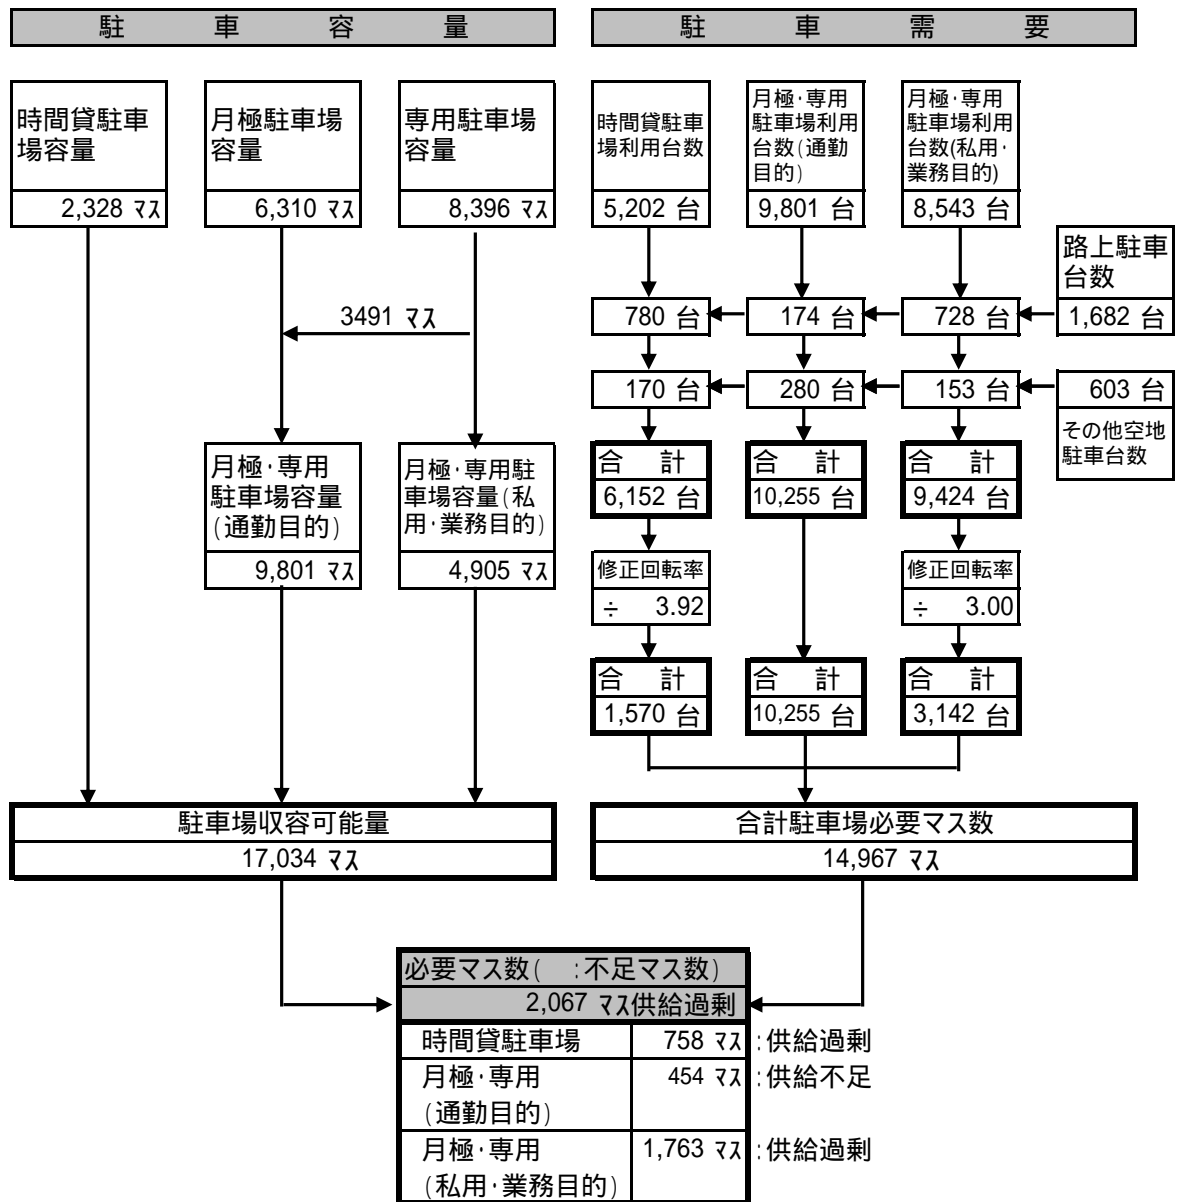 駐車容量
駐車需要
時間貸駐車
場容量
2,328 マス
月極駐車場
容量
6,310 マス
専用駐車場
容量
8,396 マス
時間貸駐車
場利用台数
5,202 台
月極・専用
駐車場利用
台数(通勤
目的)
9,801 台
月極・専用
駐車場利用
台数(私用・
業務目的)
8,543 台
路上駐車
台数
1,682 台
3491 マス
780 台
174 台
728 台
170 台
280 台
153 台
603 台
その他空地
駐車台数
月極・専用
駐車場容量
(通勤目的)
9,801 マス
月極・専用駐
車場容量(私
用・業務目的)
4,905 マス
合計
6,152 台
合計
10,255 台
合計
9,424 台
修正回転率
÷ 3.92
修正回転率
÷ 3.00
合計
1,570 台
合計
10,255 台
合計
3,142 台
駐車場収容可能量
17,034 マス
合計駐車場必要マス数
14,967 マス
必要マス数( :不足マス数)
2,067 マス供給過剰
時間貸駐車場 758 マス :供給過剰
月極・専用 454 マス :供給不足
(通勤目的)
月極・専用 1,763 マス :供給過剰
(私用・業務目的)